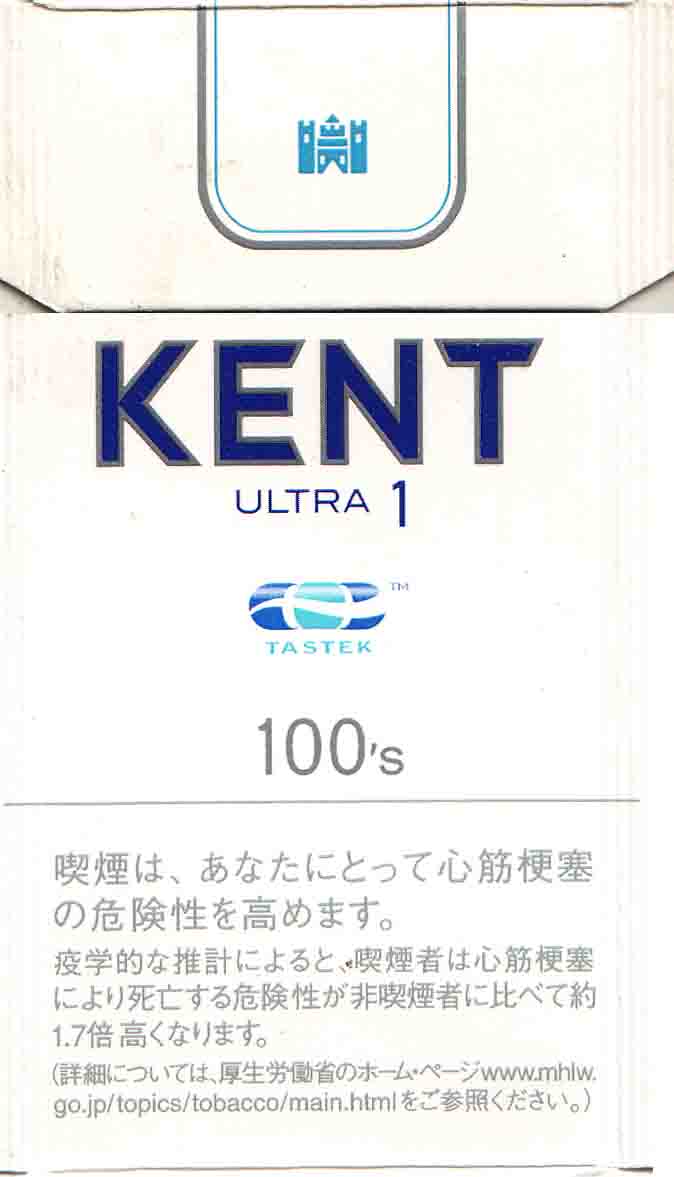 KENT
ULTRA 1
TM
TASTEK
100's
喫煙は、あなたにとって心筋梗塞
の危険性を高めます。
疫学的な推計によると、喫煙者は心筋梗塞
により死亡する危険性が非喫煙者に比べて約
1.7倍高くなります。
(詳細については、厚生労働省のホーム・ページwww.mhlw.
go.jp/topics/tobacco/main.htmlをご参照ください。)